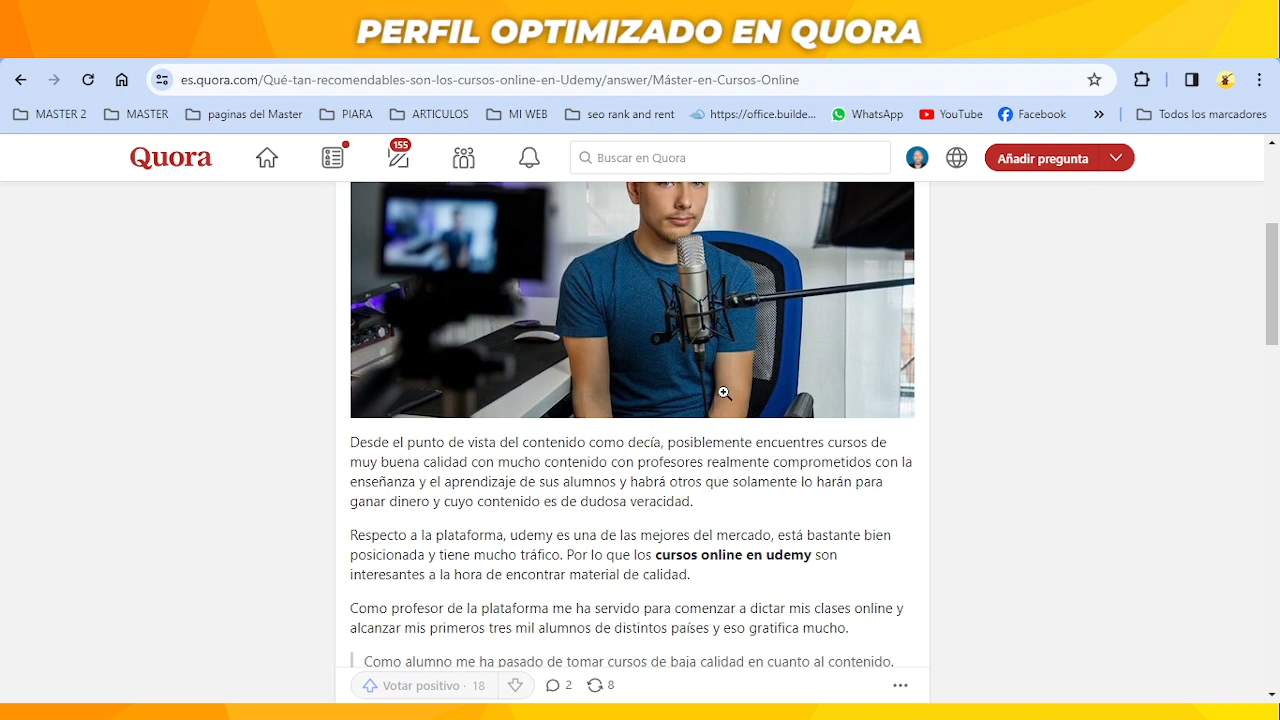 PERFIL OPTIMIZADO EN QUORA
es.quora.com/Qué-tan-recomendables-son-los-cursos-online-en-Udemy/answer/Máster-en-Cursos-Online
MASTER 2 MASTER paginas del Master PIARA ARTICULOS MI WEB seo rank and rent https://office.builde... WhatsApp YouTube Facebook » Todos los marcadores
Quora 155 Buscar en Quora Añadir pregunta
Desde el punto de vista del contenido como decía, posiblemente encuentres cursos de
muy buena calidad con mucho contenido con profesores realmente comprometidos con la
enseñanza y el aprendizaje de sus alumnos y habrá otros que solamente lo harán para
ganar dinero y cuyo contenido es de dudosa veracidad.
Respecto a la plataforma, udemy es una de las mejores del mercado, está bastante bien
posicionada y tiene mucho tráfico. Por lo que los cursos online en udemy son
interesantes a la hora de encontrar material de calidad.
Como profesor de la plataforma me ha servido para comenzar a dictar mis clases online y
alcanzar mis primeros tres mil alumnos de distintos países y eso gratifica mucho.
Como alumno me ha pasado de tomar cursos de baja calidad en cuanto al contenido.
Votar positivo · 18 2 8